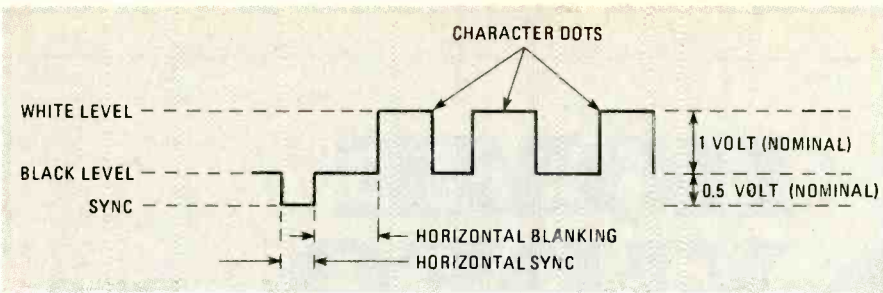 CHARACTER DOTS
WHITE LEVEL
1 VOLT (NOMINAL)
BLACK LEVEL
0.5 VOLT (NOMINAL)
SYNC
HORIZONTAL BLANKING
HORIZONTAL SYNC